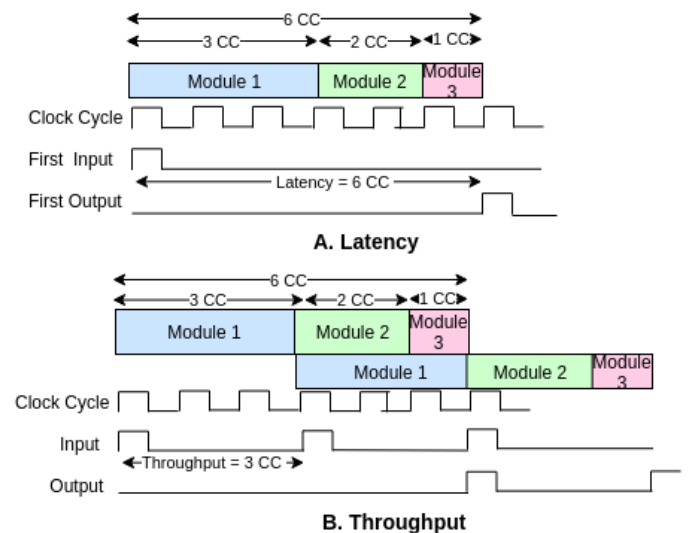 6 CC
3 CC 2 CC 1 CC
Module 1 Module 2 Module 3
Clock Cycle
First Input
Latency = 6 CC
First Output
A. Latency
6 CC
3 CC 2 CC 1 CC
Module 1 Module 2 Module 3
Module 1 Module 2 Module 3
Clock Cycle
Input
Throughput = 3 CC
Output
B. Throughput